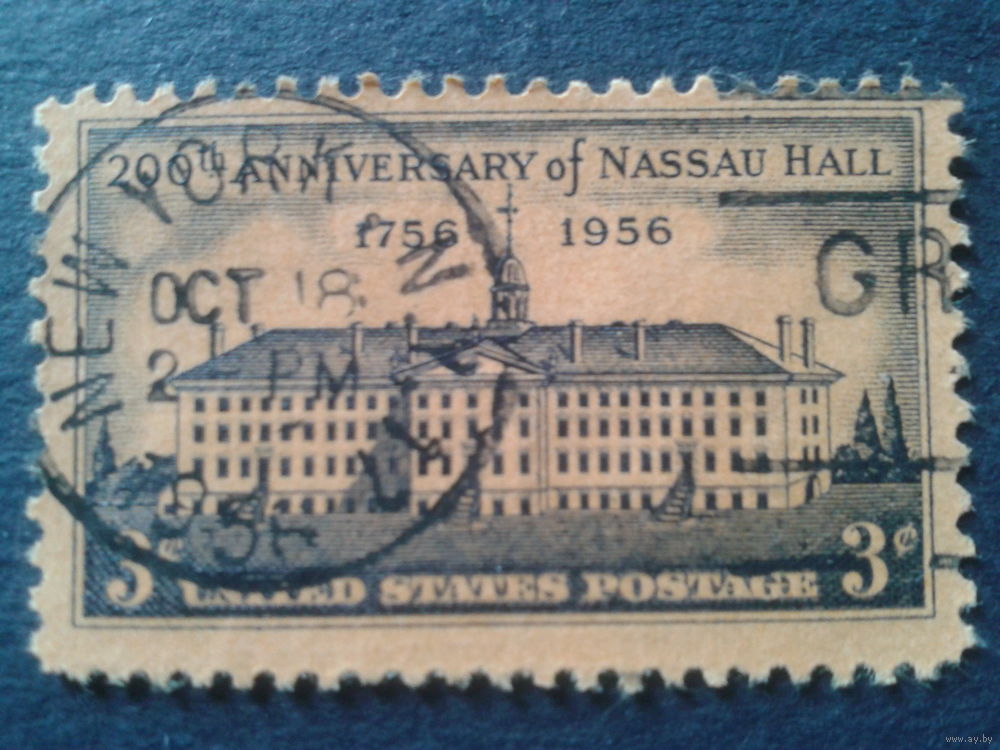 200th ANNIVERSARY of NASSAU HALL
1756 1956
NEW YORK, N.
OCT 18
2 - PM
GR
3¢ UNITED STATES POSTAGE 3¢
www.ay.by